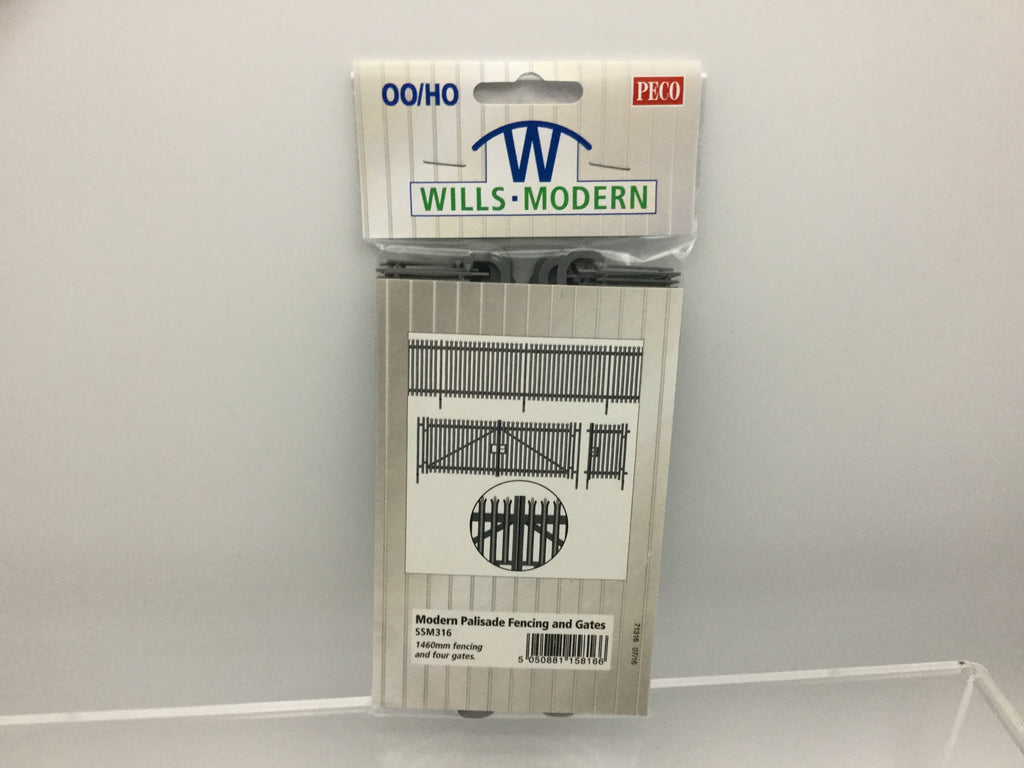 OO/HO
PECO
W
WILLS·MODERN
Modern Palisade Fencing and Gates
SSM316
1460mm fencing
and four gates.
5 050881 158166
71316 07/16